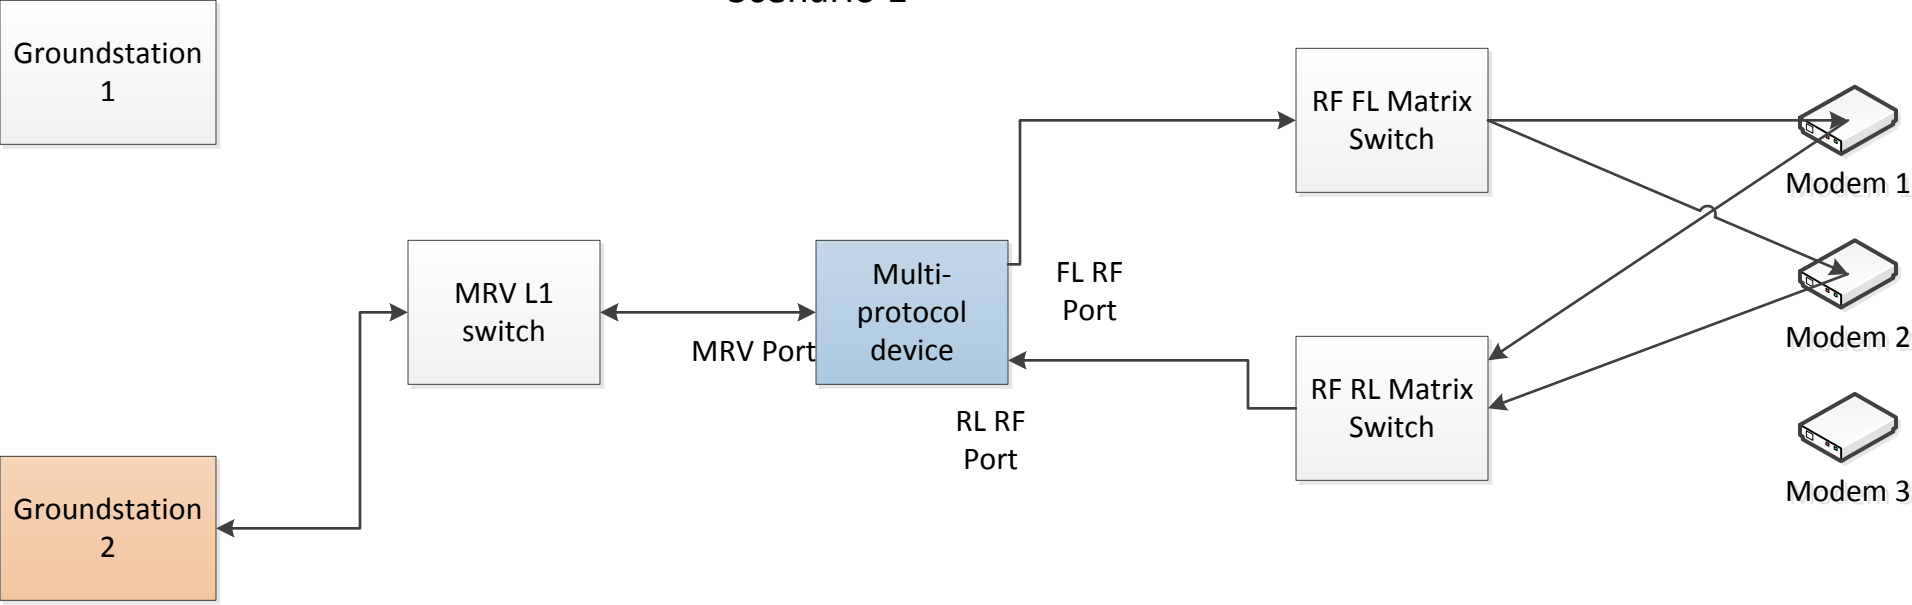 Groundstation
1
RF FL Matrix
Switch
Modem 1
MRV L1
switch
MRV Port
Multi-
protocol
device
FL RF
Port
RL RF
Port
RF RL Matrix
Switch
Modem 2
Modem 3
Groundstation
2